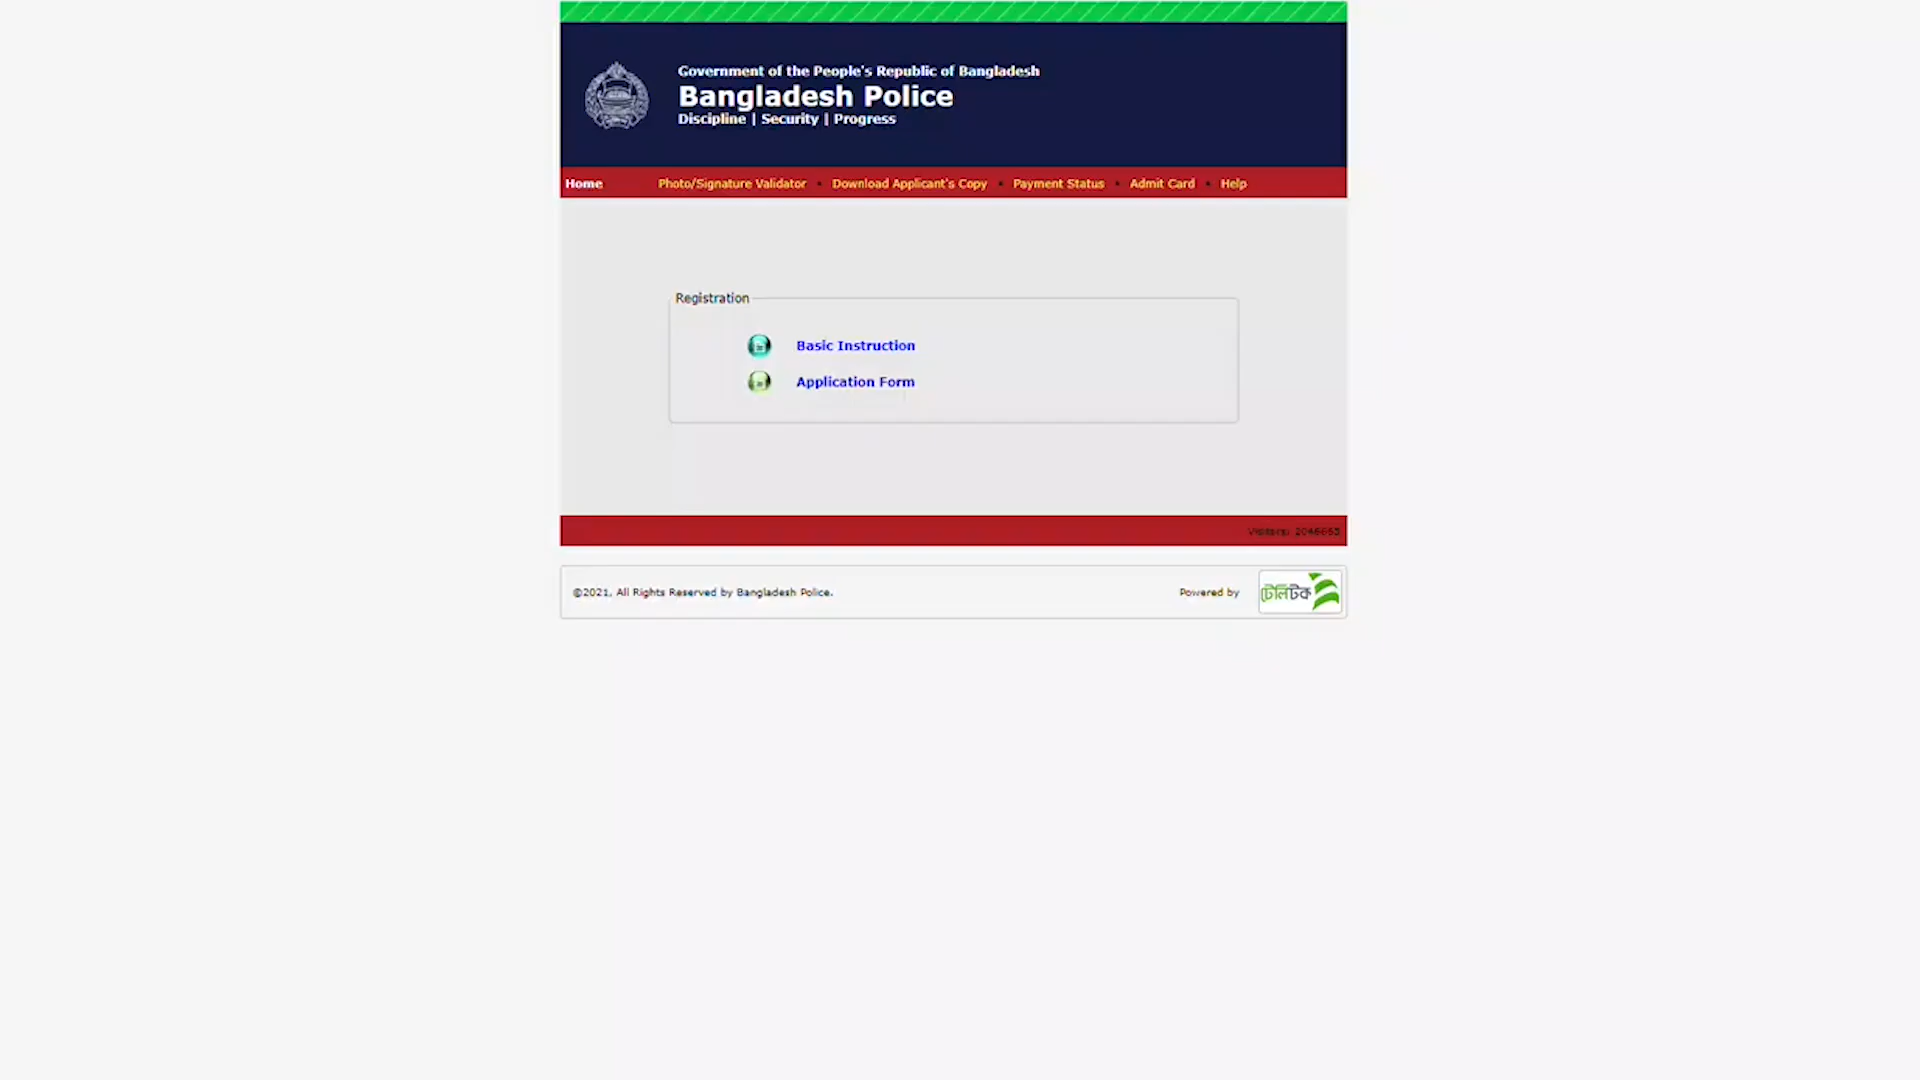 Government of the People's Republic of Bangladesh
Bangladesh Police
Discipline | Security | Progress
Home Photo/Signature Validator • Download Applicant's Copy • Payment Status • Admit Card • Help
Registration
Basic Instruction
Application Form
Visitors:
©2021, All Rights Reserved by Bangladesh Police.
Powered by টেলিটক